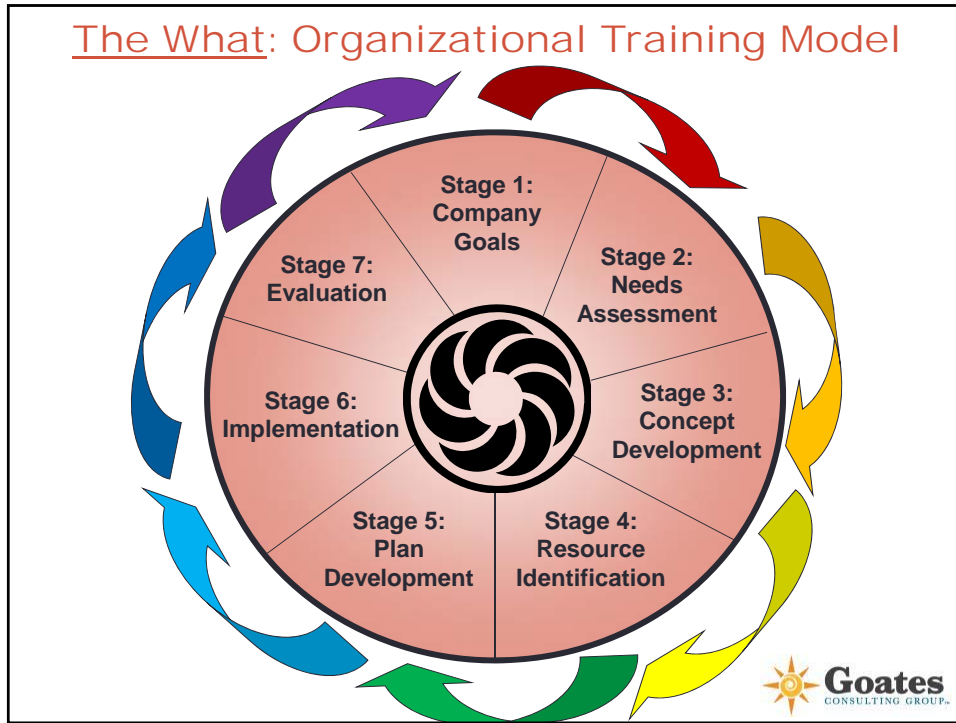 The What: Organizational Training Model
Stage 1:
Company
Goals
Stage 2:
Needs
Assessment
Stage 3:
Concept
Development
Stage 4:
Resource
Identification
Stage 5:
Plan
Development
Stage 6:
Implementation
Stage 7:
Evaluation
Goates
CONSULTING GROUP